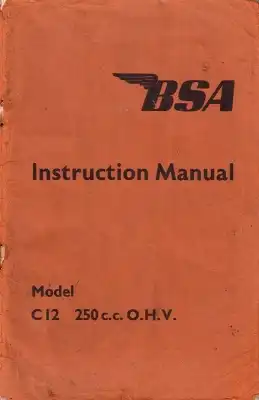 BSA
Instruction Manual
Model
C12 250 c.c. O.H.V.